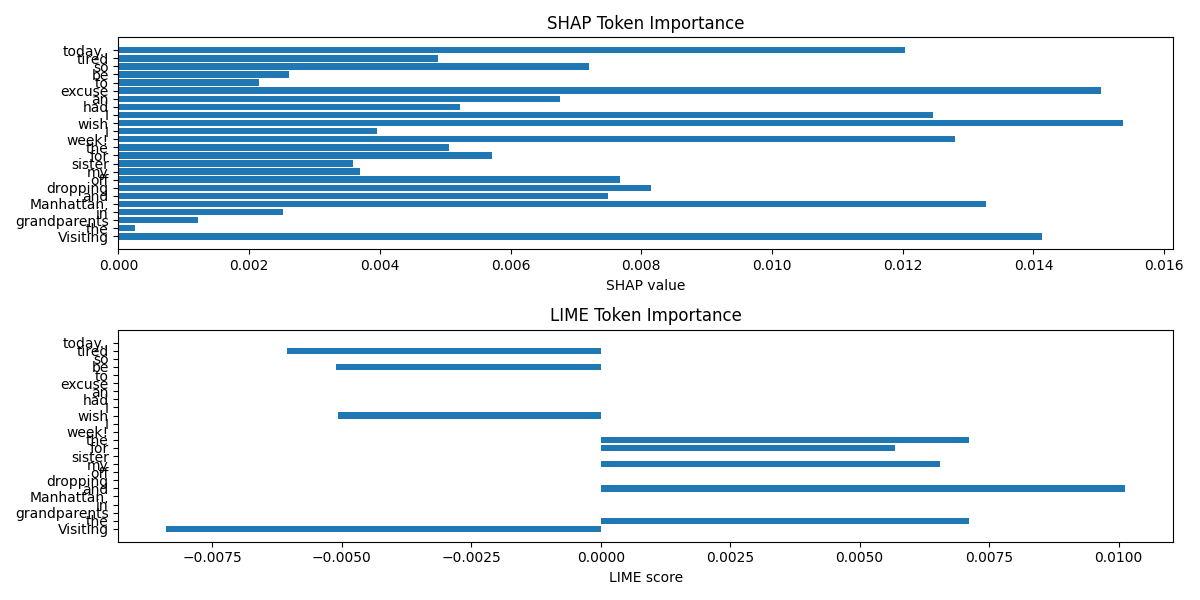 SHAP Token Importance
today.
tired
so
be
to
excuse
an
had
I
wish
I
week!
the
for
sister
my
off
dropping
and
Manhattan,
in
grandparents
the
Visiting
0.000 0.002 0.004 0.006 0.008 0.010 0.012 0.014 0.016
SHAP value
LIME Token Importance
today.
tired
so
be
to
excuse
an
had
I
wish
I
week!
the
for
sister
my
off
dropping
and
Manhattan,
in
grandparents
the
Visiting
−0.0075 −0.0050 −0.0025 0.0000 0.0025 0.0050 0.0075 0.0100
LIME score